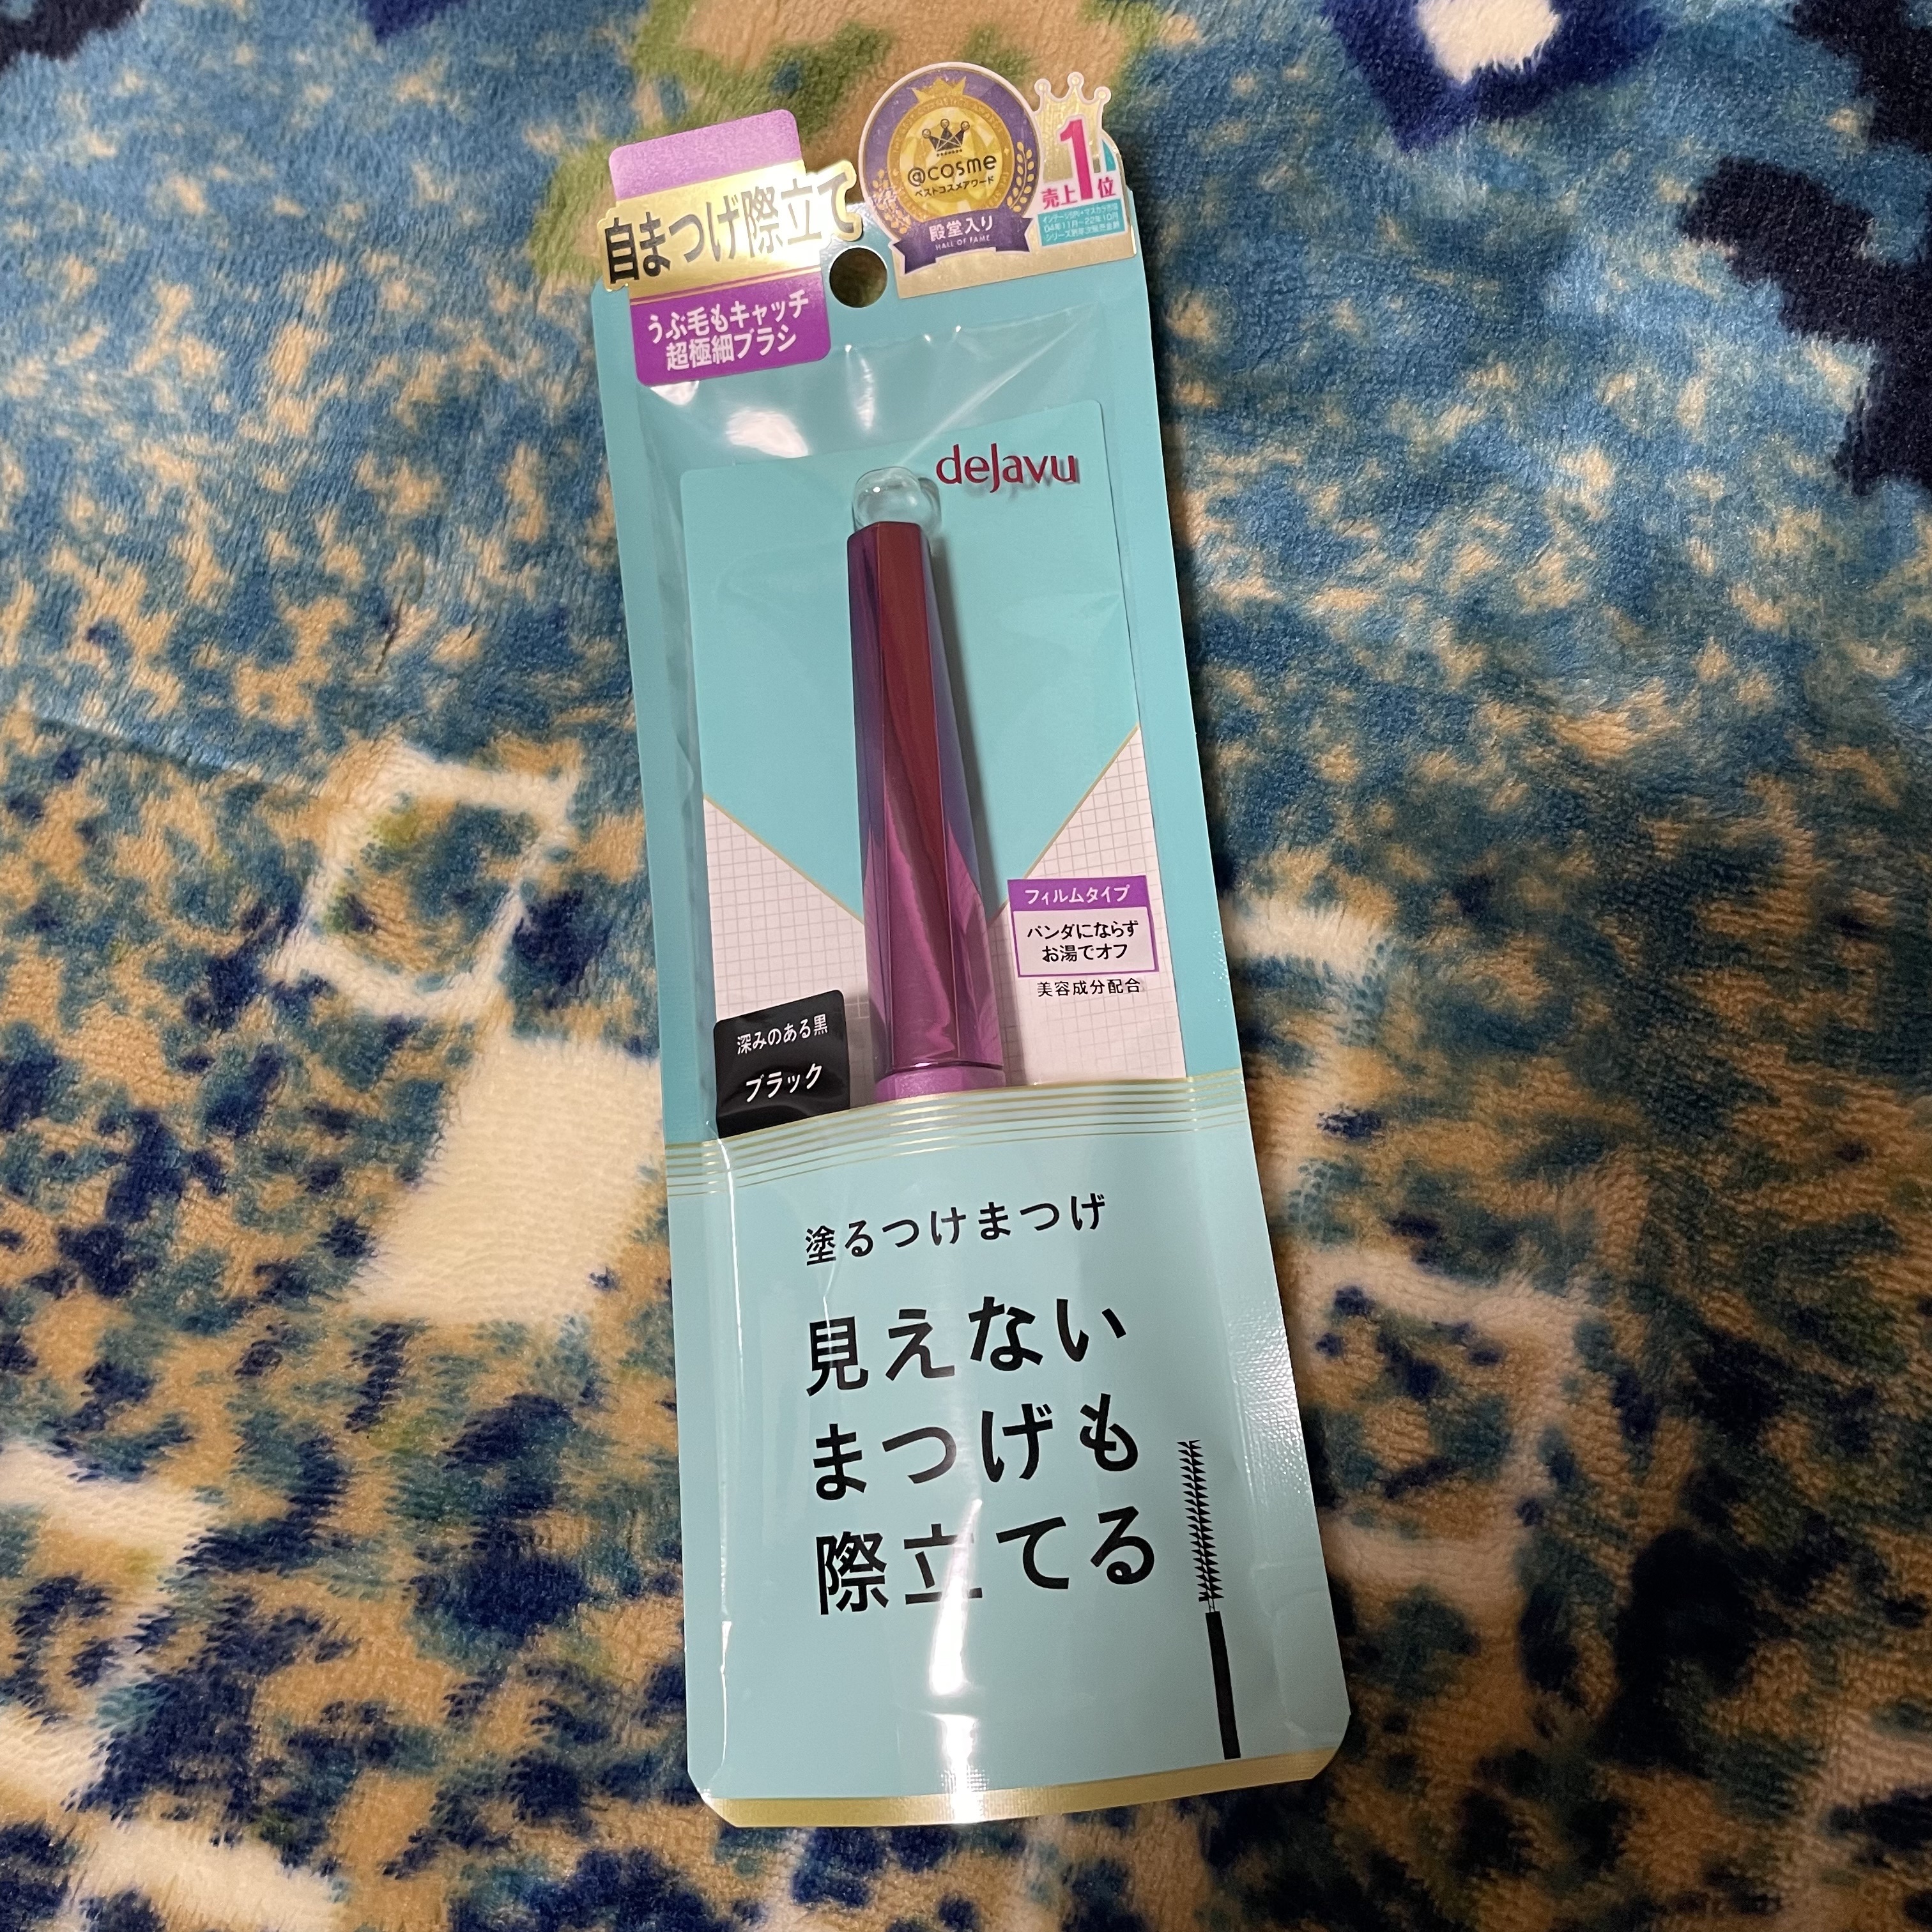 自まつげ際立て
うぶ毛もキャッチ
超極細ブラシ
@cosme
ベストコスメアワード
殿堂入り
HALL OF FAME
売上1位
dejavu
フィルムタイプ
パンダにならず
お湯でオフ
美容成分配合
深みのある黒
ブラック
塗るつけまつげ
見えない
まつげも
際立てる